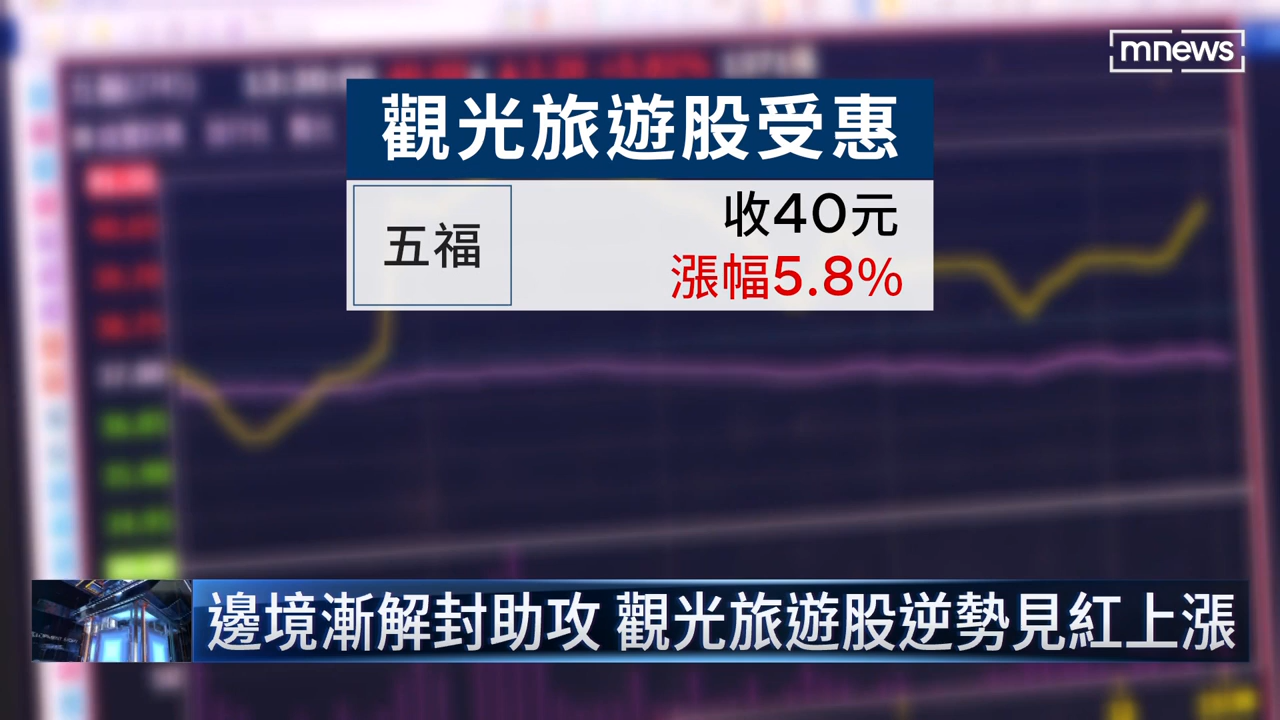 mnews
觀光旅遊股受惠
五福
收40元
漲幅5.8%
邊境漸解封助攻 觀光旅遊股逆勢見紅上漲